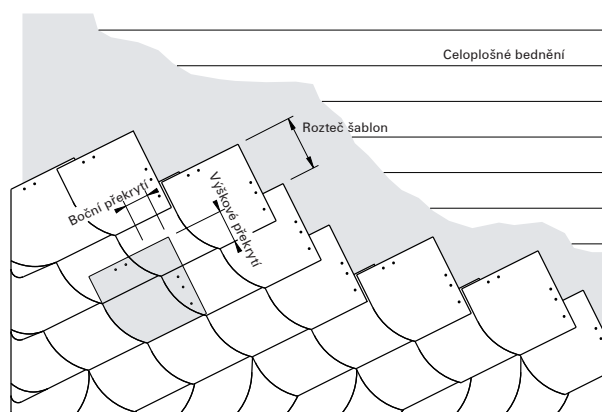 Celoplošné bednění
Rozteč šablon
Boční překrytí
Výškové překrytí